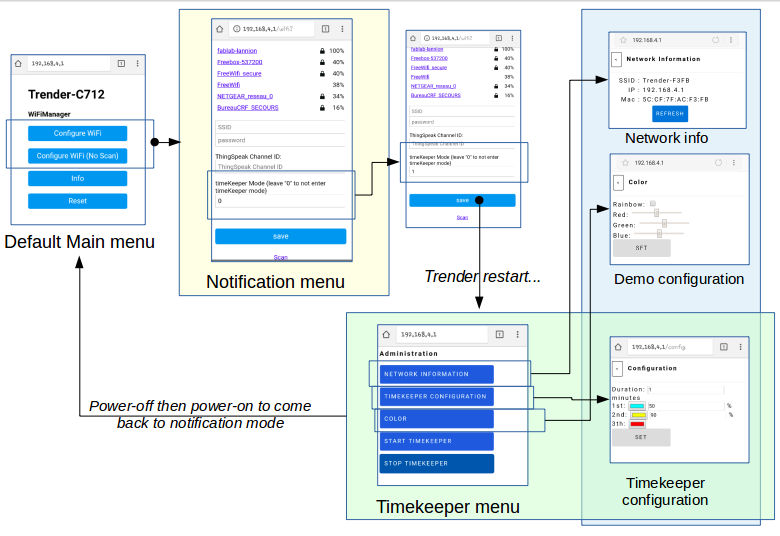 192.168.4.1
1
Trender-C712
WiFiManager
Configure WiFi
Configure WiFi (No Scan)
Info
Reset
Default Main menu
192.168.4.1/wifi?
1
fablab-lannion 100%
Freebox-537200 40%
FreeWifi_secure 40%
FreeWifi 38%
NETGEAR_reseau_0 34%
BureauCRF_SECOURS 16%
SSID
password
ThingSpeak Channel ID:
ThingSpeak Channel ID
timeKeeper Mode (leave "0" to not enter
timeKeeper mode)
0
save
Scan
Notification menu
192.168.4.1/wifi?
1
fablab-lannion 100%
Freebox-537200 40%
FreeWifi_secure 40%
FreeWifi 38%
NETGEAR_reseau_0 34%
BureauCRF_SECOURS 16%
SSID
password
ThingSpeak Channel ID:
ThingSpeak Channel ID
timeKeeper Mode (leave "0" to not enter
timeKeeper mode)
1
save
Scan
Trender restart...
192.168.4.1
Network Information
SSID : Trender-F3FB
IP : 192.168.4.1
Mac : 5C:CF:7F:AC:F3:FB
REFRESH
Network info
192.168.4.1
Color
Rainbow:
Red:
Green:
Blue:
SET
Demo configuration
192.168.4.1
1
Administration
NETWORK INFORMATION
TIMEKEEPER CONFIGURATION
COLOR
START TIMEKEEPER
STOP TIMEKEEPER
Timekeeper menu
Power-off then power-on to come
back to notification mode
192.168.4.1/config
1
Configuration
Duration: 1
minutes
1st: 50 %
2nd: 90 %
3th:
SET
Timekeeper
configuration